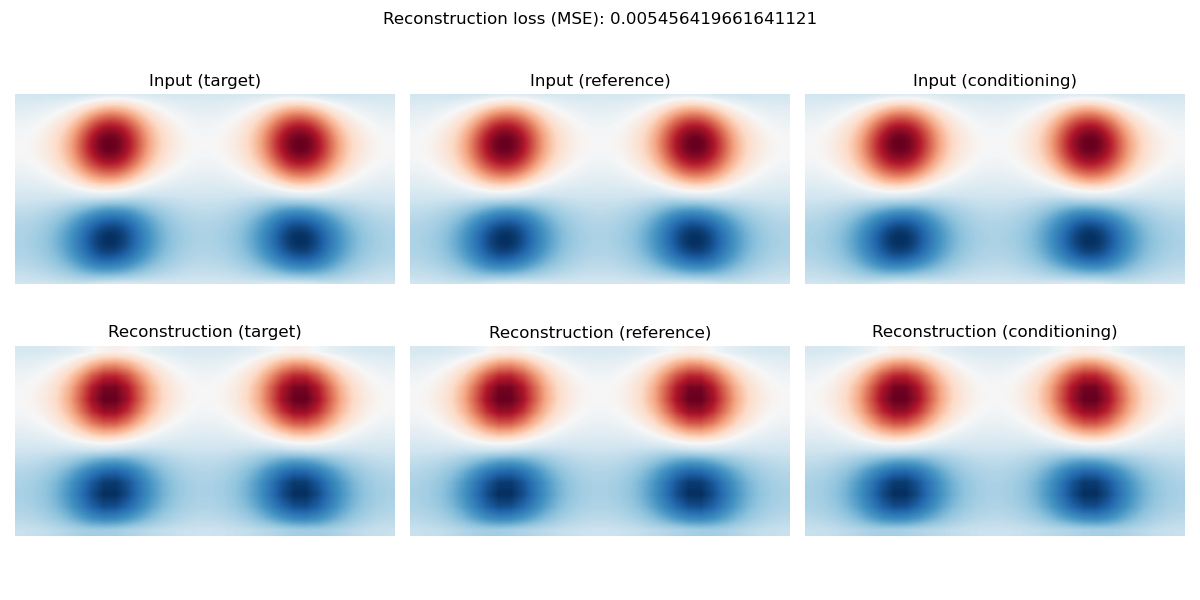 Reconstruction loss (MSE): 0.005456419661641121
Input (target)
Input (reference)
Input (conditioning)
Reconstruction (target)
Reconstruction (reference)
Reconstruction (conditioning)